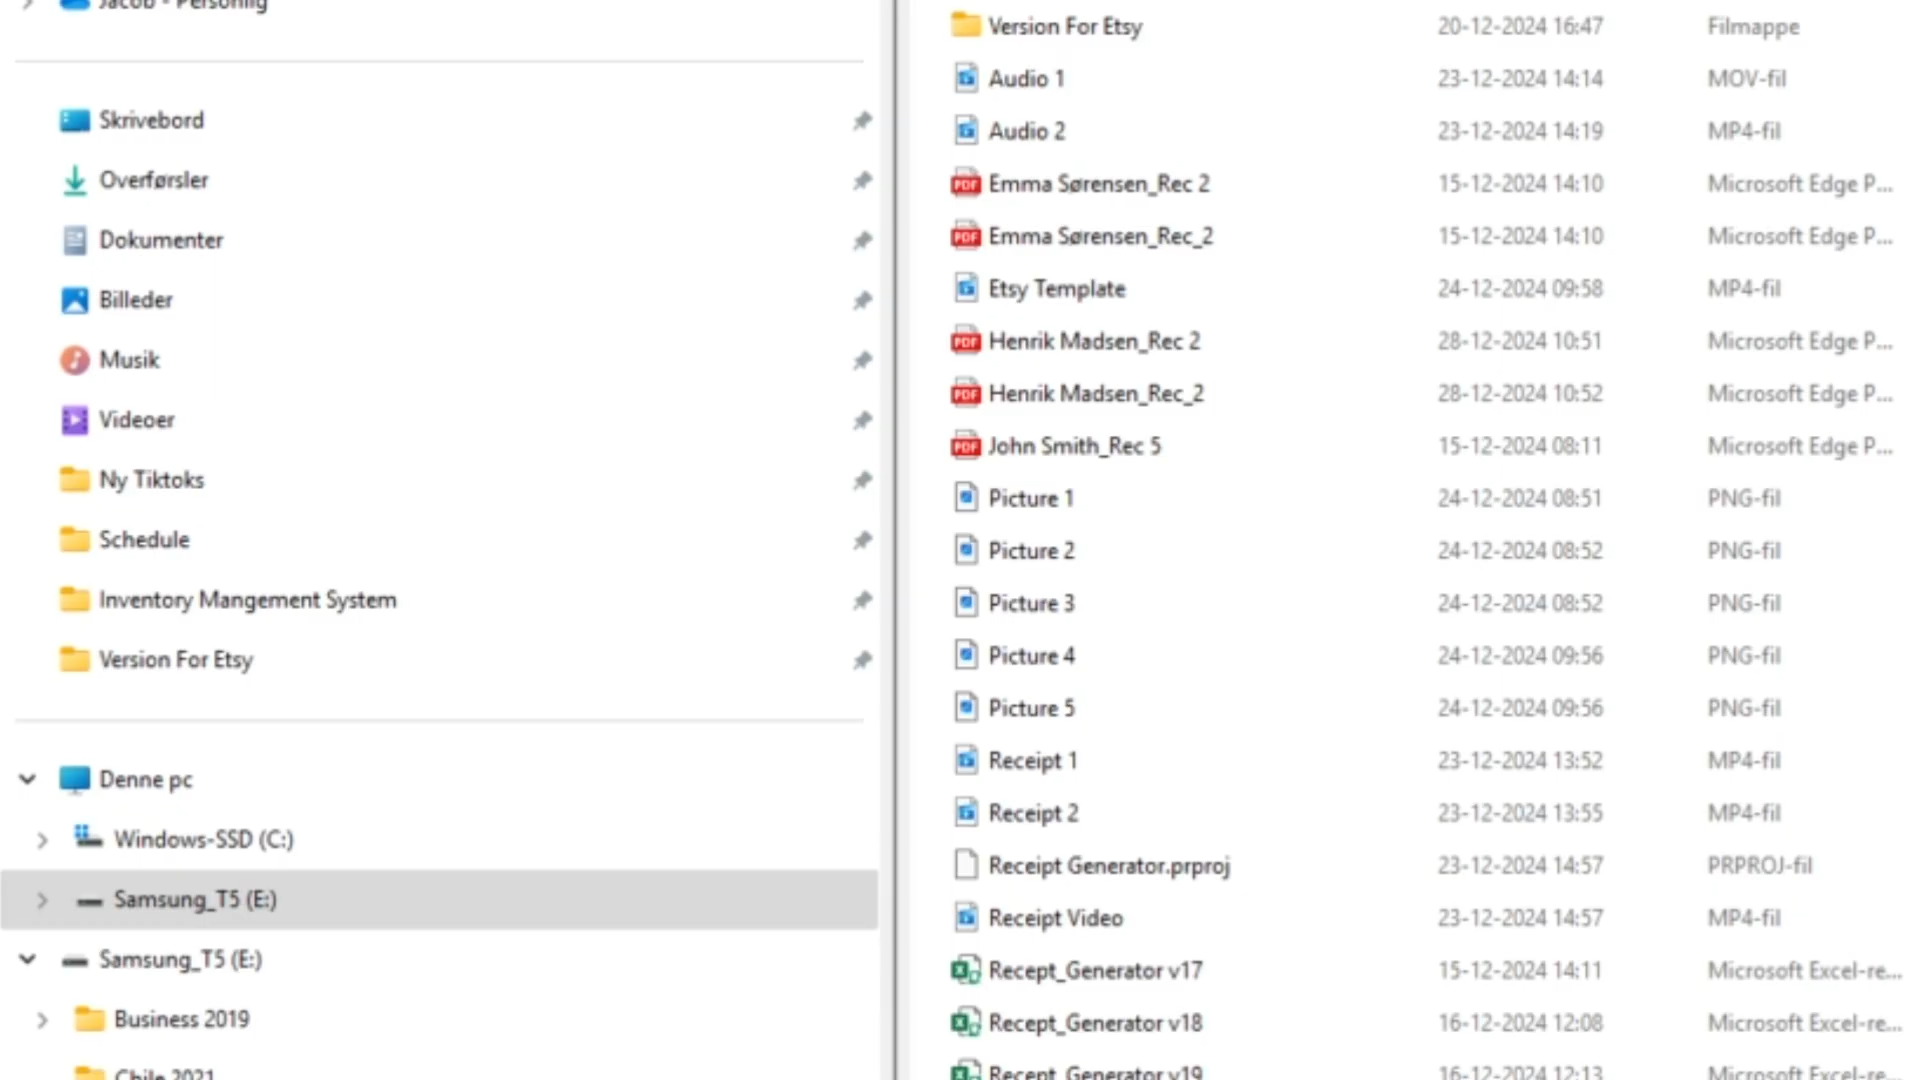 Jacob - Personlig
Skrivebord
Overførsler
Dokumenter
Billeder
Musik
Videoer
Ny Tiktoks
Schedule
Inventory Mangement System
Version For Etsy
Denne pc
Windows-SSD (C:)
Samsung_T5 (E:)
Samsung_T5 (E:)
Business 2019
Chile 2021
Version For Etsy 20-12-2024 16:47 Filmappe
Audio 1 23-12-2024 14:14 MOV-fil
Audio 2 23-12-2024 14:19 MP4-fil
PDF Emma Sørensen_Rec 2 15-12-2024 14:10 Microsoft Edge P...
PDF Emma Sørensen_Rec_2 15-12-2024 14:10 Microsoft Edge P...
Etsy Template 24-12-2024 09:58 MP4-fil
PDF Henrik Madsen_Rec 2 28-12-2024 10:51 Microsoft Edge P...
PDF Henrik Madsen_Rec_2 28-12-2024 10:52 Microsoft Edge P...
PDF John Smith_Rec 5 15-12-2024 08:11 Microsoft Edge P...
Picture 1 24-12-2024 08:51 PNG-fil
Picture 2 24-12-2024 08:52 PNG-fil
Picture 3 24-12-2024 08:52 PNG-fil
Picture 4 24-12-2024 09:56 PNG-fil
Picture 5 24-12-2024 09:56 PNG-fil
Receipt 1 23-12-2024 13:52 MP4-fil
Receipt 2 23-12-2024 13:55 MP4-fil
Receipt Generator.prproj 23-12-2024 14:57 PRPROJ-fil
Receipt Video 23-12-2024 14:57 MP4-fil
Recept_Generator v17 15-12-2024 14:11 Microsoft Excel-re...
Recept_Generator v18 16-12-2024 12:08 Microsoft Excel-re...
Recept_Generator v19 16-12-2024 12:13 Microsoft Excel-re...